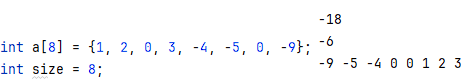 -18
-6
int a[8] = {1, 2, 0, 3, -4, -5, 0, -9};
-9 -5 -4 0 0 1 2 3
int size = 8;